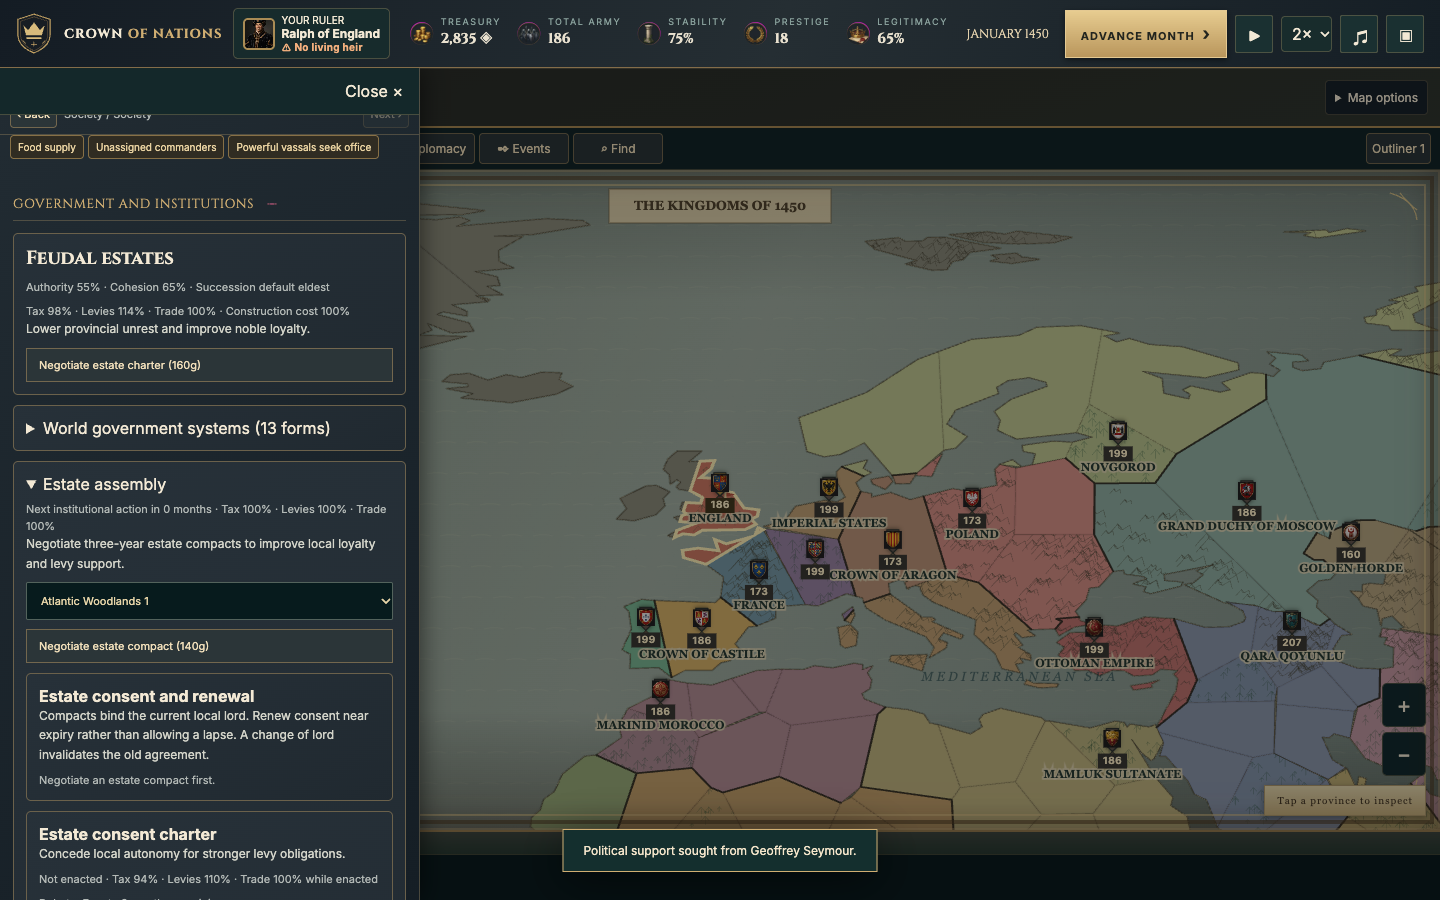 CROWN OF NATIONS
YOUR RULER
Ralph of England
⚠ No living heir
TREASURY
2,835
TOTAL ARMY
186
STABILITY
75%
PRESTIGE
18
LEGITIMACY
65%
JANUARY 1450
ADVANCE MONTH ›
2×
Close ×
‹ Back
Society / Society
Next ›
Map options
Food supply
Unassigned commanders
Powerful vassals seek office
plomacy
Events
Find
Outliner 1
GOVERNMENT AND INSTITUTIONS
FEUDAL ESTATES
Authority 55% · Cohesion 65% · Succession default eldest
Tax 98% · Levies 114% · Trade 100% · Construction cost 100%
Lower provincial unrest and improve noble loyalty.
Negotiate estate charter (160g)
World government systems (13 forms)
Estate assembly
Next institutional action in 0 months · Tax 100% · Levies 100% · Trade
100%
Negotiate three-year estate compacts to improve local loyalty
and levy support.
Atlantic Woodlands 1
Negotiate estate compact (140g)
Estate consent and renewal
Compacts bind the current local lord. Renew consent near
expiry rather than allowing a lapse. A change of lord
invalidates the old agreement.
Negotiate an estate compact first.
Estate consent charter
Concede local autonomy for stronger levy obligations.
Not enacted · Tax 94% · Levies 110% · Trade 100% while enacted
THE KINGDOMS OF 1450
199
NOVGOROD
186
ENGLAND
199
IMPERIAL STATES
173
POLAND
186
GRAND DUCHY OF MOSCOW
160
GOLDEN HORDE
199
173
CROWN OF ARAGON
173
FRANCE
199
186
CROWN OF CASTILE
199
OTTOMAN EMPIRE
207
QARA QOYUNLU
MEDITERRANEAN SEA
186
MARINID MOROCCO
186
MAMLUK SULTANATE
+
−
Tap a province to inspect
Political support sought from Geoffrey Seymour.